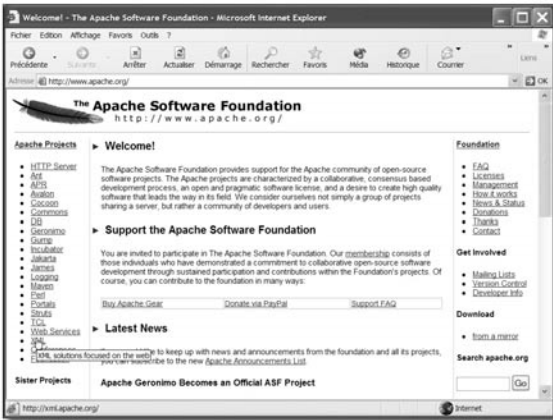 Welcome! - The Apache Software Foundation - Microsoft Internet Explorer
Fichier Edition Affichage Favoris Outils ?
Précédente Suivante Arrêter Actualiser Démarrage Rechercher Favoris Média Historique Courrier Liens
Adresse http://www.apache.org/ OK
The Apache Software Foundation
http://www.apache.org/
Apache Projects
HTTP Server
Ant
APR
Avalon
Cocoon
Commons
DB
Geronimo
Gump
Incubator
Jakarta
James
Logging
Maven
Perl
Portals
Struts
TCL
Web Services
XML
XML solutions focused on the web
Sister Projects
► Welcome!
The Apache Software Foundation provides support for the Apache community of open-source
software projects. The Apache projects are characterized by a collaborative, consensus based
development process, an open and pragmatic software license, and a desire to create high quality
software that leads the way in its field. We consider ourselves not simply a group of projects
sharing a server, but rather a community of developers and users.
► Support the Apache Software Foundation
You are invited to participate in The Apache Software Foundation. Our membership consists of
those individuals who have demonstrated a commitment to collaborative open-source software
development through sustained participation and contributions within the Foundation's projects. Of
course, you can contribute to the foundation in many ways:
Buy Apache Gear Donate via PayPal Support FAQ
► Latest News
to keep up with news and announcements from the foundation and all its projects,
you can subscribe to the new Apache Announcements List.
Apache Geronimo Becomes an Official ASF Project
Foundation
FAQ
Licenses
Management
How it works
News & Status
Donations
Thanks
Contact
Get Involved
Mailing Lists
Version Control
Developer Info
Download
from a mirror
Search apache.org
Go
http://xml.apache.org/ Internet